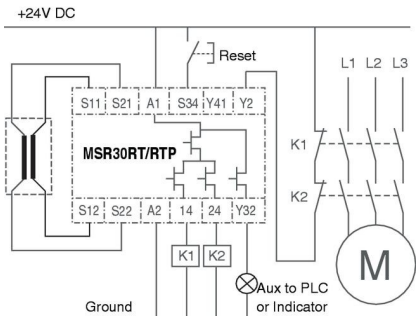 +24V DC
Reset
L1 L2 L3
S11 S21 A1 S34 Y41 Y2
MSR30RT/RTP
K1
K2
S12 S22 A2 14 24 Y32
K1 K2
M
Aux to PLC
Ground or Indicator